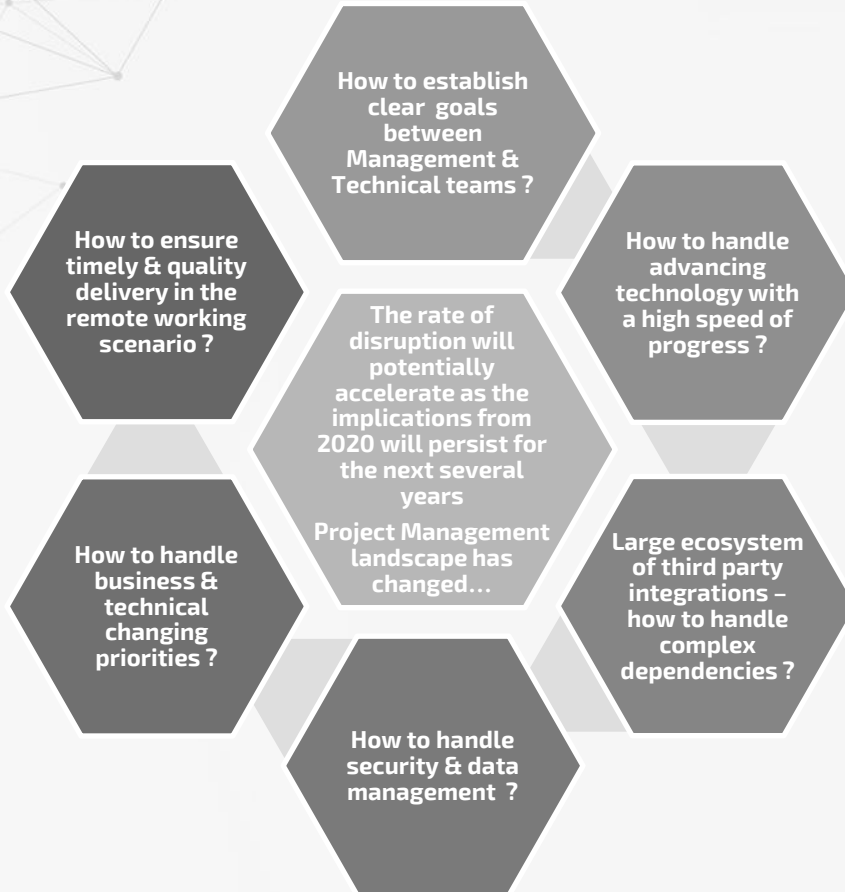 How to establish
clear goals
between
Management &
Technical teams ?
How to ensure
timely & quality
delivery in the
remote working
scenario ?
How to handle
advancing
technology with
a high speed of
progress ?
The rate of
disruption will
potentially
accelerate as the
implications from
2020 will persist for
the next several
years
Project Management
landscape has
changed...
How to handle
business &
technical
changing
priorities ?
Large ecosystem
of third party
integrations –
how to handle
complex
dependencies ?
How to handle
security & data
management ?